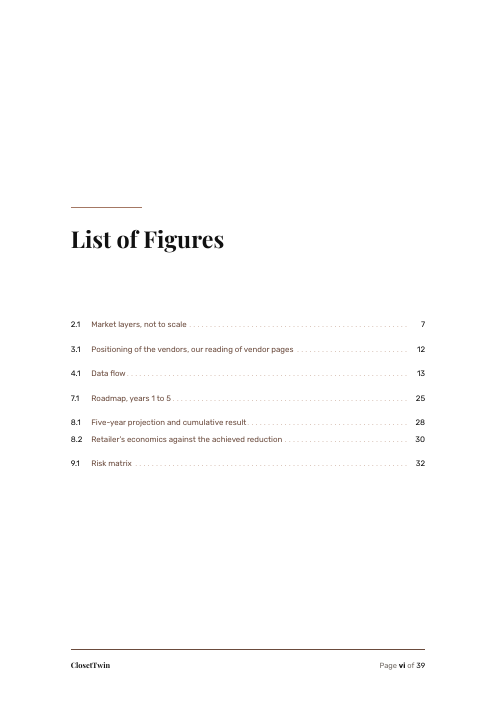 List of Figures
2.1 Market layers, not to scale 7
3.1 Positioning of the vendors, our reading of vendor pages 12
4.1 Data flow 13
7.1 Roadmap, years 1 to 5 25
8.1 Five-year projection and cumulative result 28
8.2 Retailer's economics against the achieved reduction 30
9.1 Risk matrix 32
ClosetTwin Page vi of 39